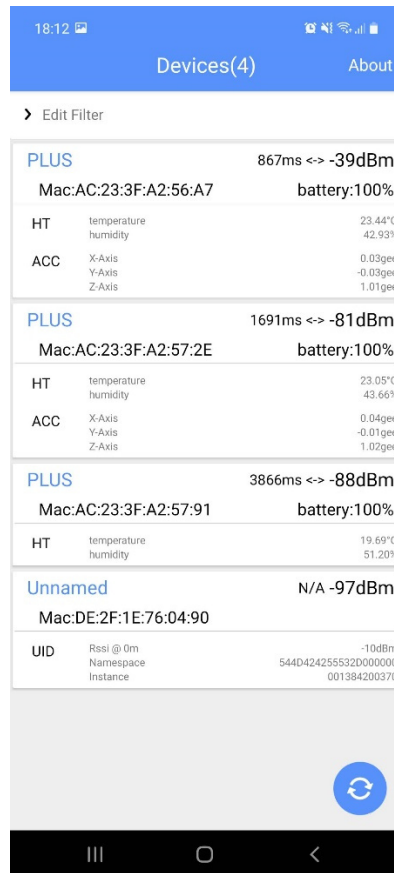 18:12
Devices(4) About
Edit Filter
PLUS 867ms <-> -39dBm
Mac:AC:23:3F:A2:56:A7 battery:100%
HT temperature 23.44°C
humidity 42.93%
ACC X-Axis 0.03gee
Y-Axis -0.03gee
Z-Axis 1.01gee
PLUS 1691ms <-> -81dBm
Mac:AC:23:3F:A2:57:2E battery:100%
HT temperature 23.05°C
humidity 43.66%
ACC X-Axis 0.04gee
Y-Axis -0.01gee
Z-Axis 1.02gee
PLUS 3866ms <-> -88dBm
Mac:AC:23:3F:A2:57:91 battery:100%
HT temperature 19.69°C
humidity 51.20%
Unnamed N/A -97dBm
Mac:DE:2F:1E:76:04:90
UID Rssi @ 0m -10dBm
Namespace 544D424255532D000000
Instance 001384200370